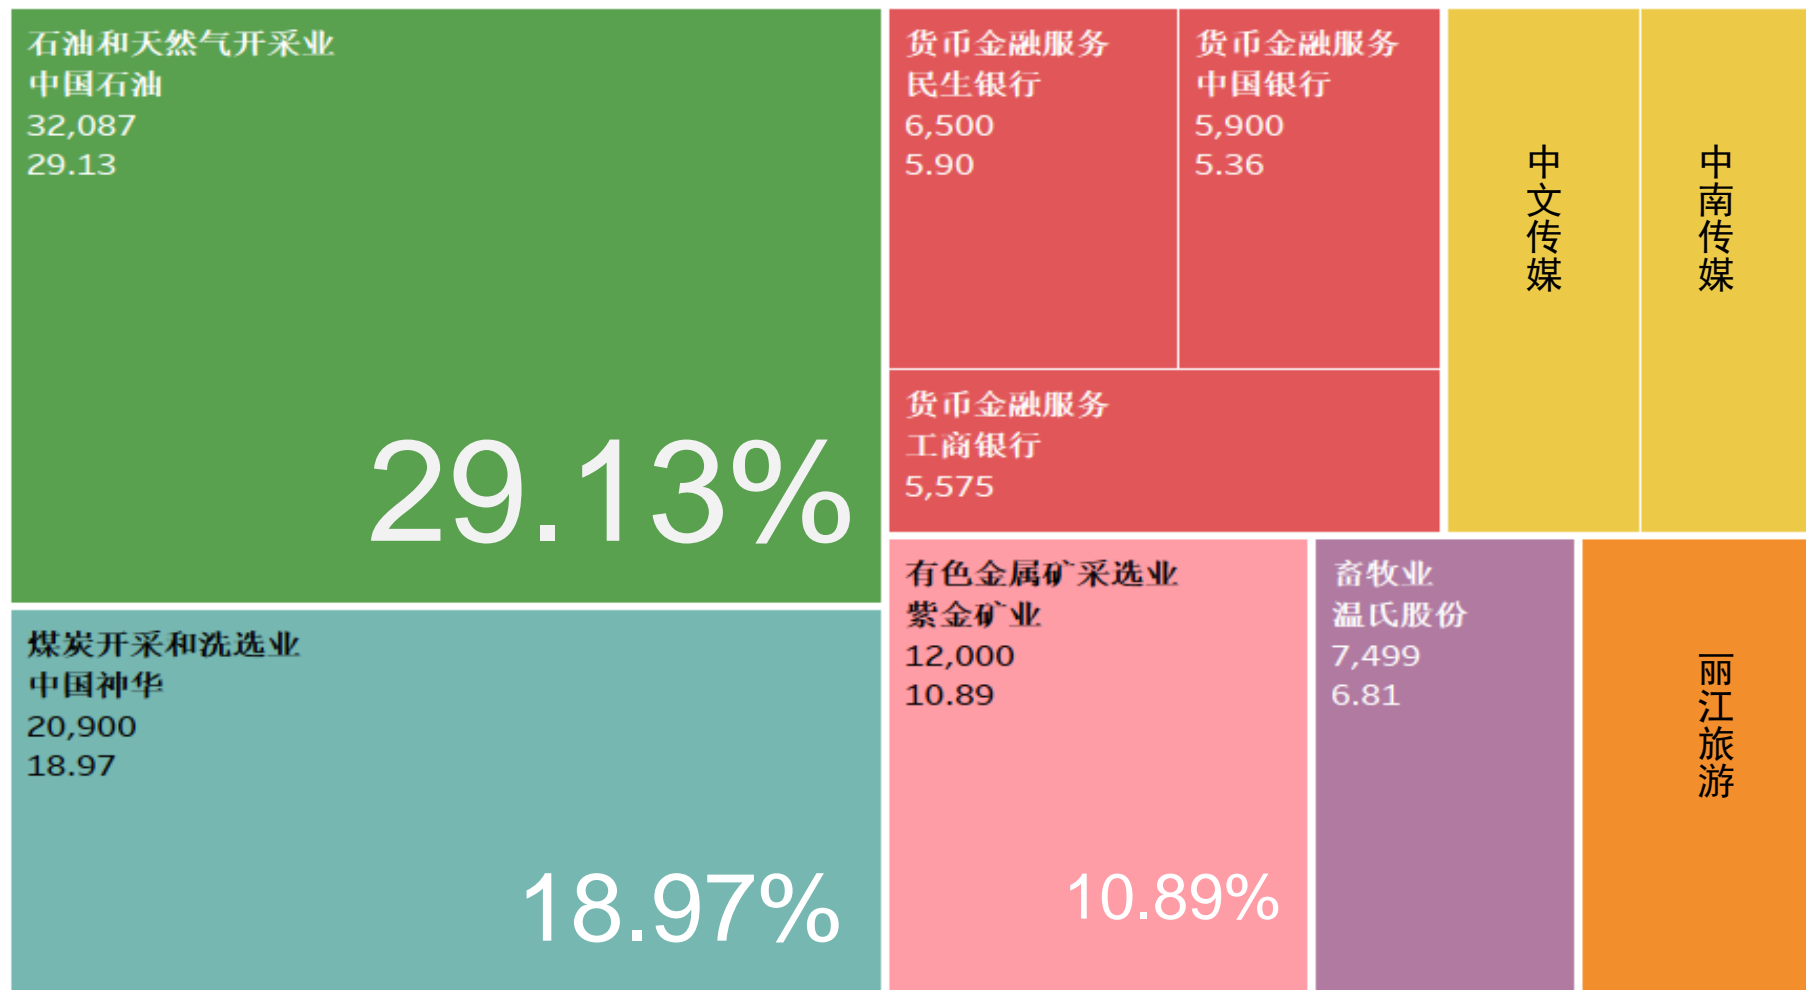 石油和天然气开采业
中国石油
32,087
29.13
29.13%
煤炭开采和洗选业
中国神华
20,900
18.97
18.97%
货币金融服务
民生银行
6,500
5.90
货币金融服务
中国银行
5,900
5.36
货币金融服务
工商银行
5,575
中文传媒
中南传媒
有色金属矿采选业
紫金矿业
12,000
10.89
10.89%
畜牧业
温氏股份
7,499
6.81
丽江旅游